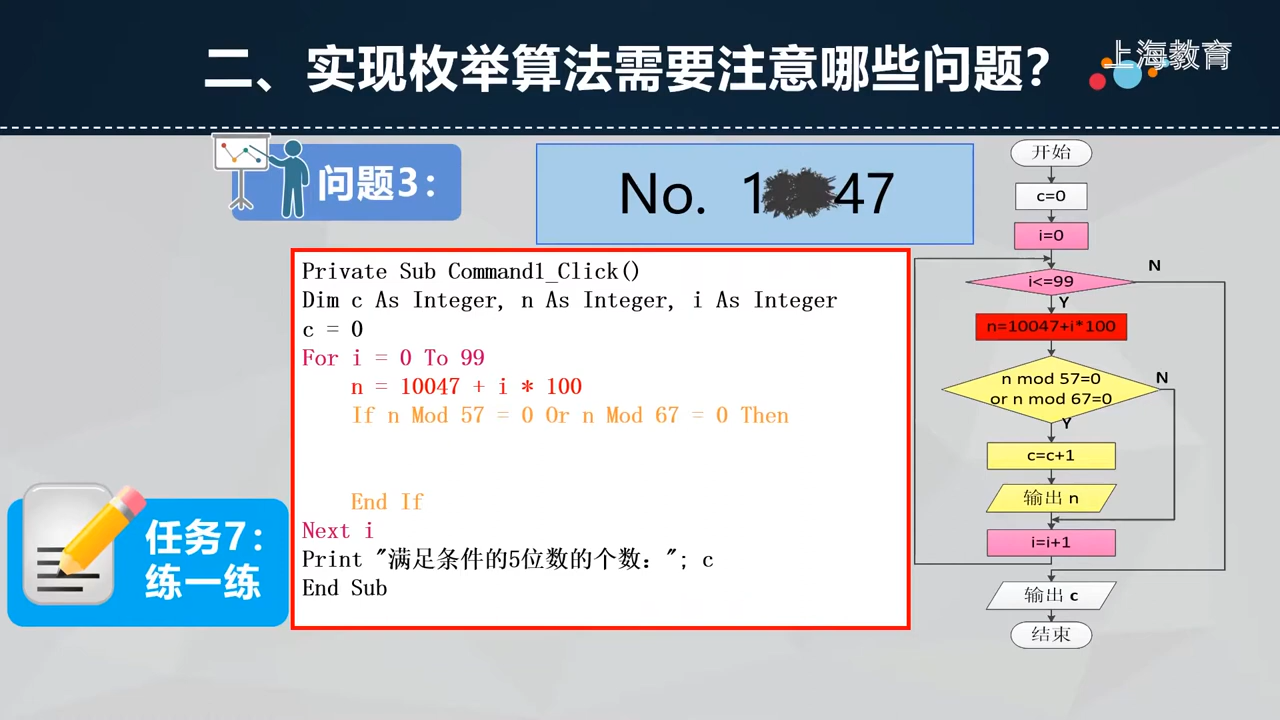 二、实现枚举算法需要注意哪些问题？
上海教育
问题3：
No. 1 47
Private Sub Command1_Click()
Dim c As Integer, n As Integer, i As Integer
c = 0
For i = 0 To 99
n = 10047 + i * 100
If n Mod 57 = 0 Or n Mod 67 = 0 Then
End If
Next i
Print "满足条件的5位数的个数："; c
End Sub
任务7：
练一练
开始
c=0
i=0
i<=99
N
Y
n=10047+i*100
n mod 57=0
or n mod 67=0
N
Y
c=c+1
输出 n
i=i+1
输出 c
结束